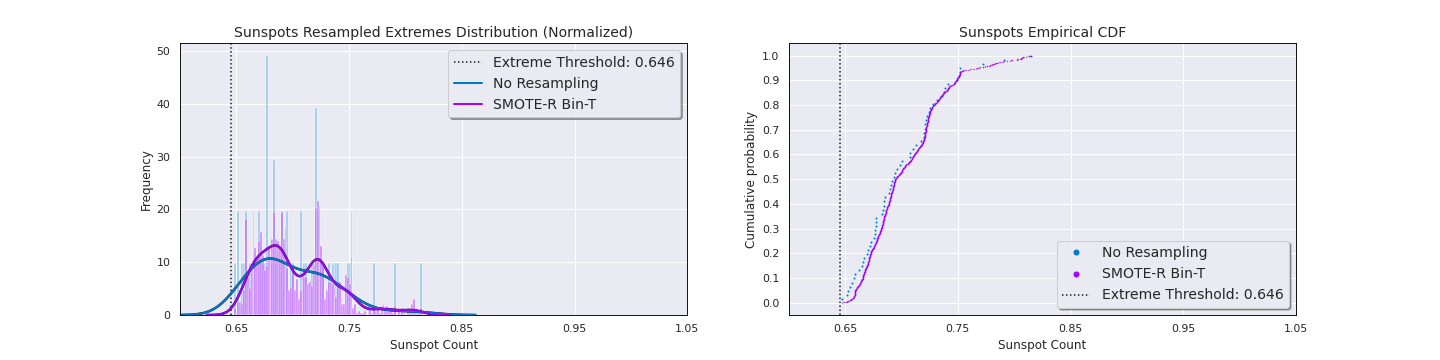 Sunspots Resampled Extremes Distribution (Normalized)
50
40
30
20
10
0
Frequency
Extreme Threshold: 0.646
No Resampling
SMOTE-R Bin-T
0.65
0.75
0.85
0.95
1.05
Sunspot Count
Sunspots Empirical CDF
1.0
0.9
0.8
0.7
0.6
0.5
0.4
0.3
0.2
0.1
0.0
Cumulative probability
No Resampling
SMOTE-R Bin-T
Extreme Threshold: 0.646
0.65
0.75
0.85
0.95
1.05
Sunspot Count